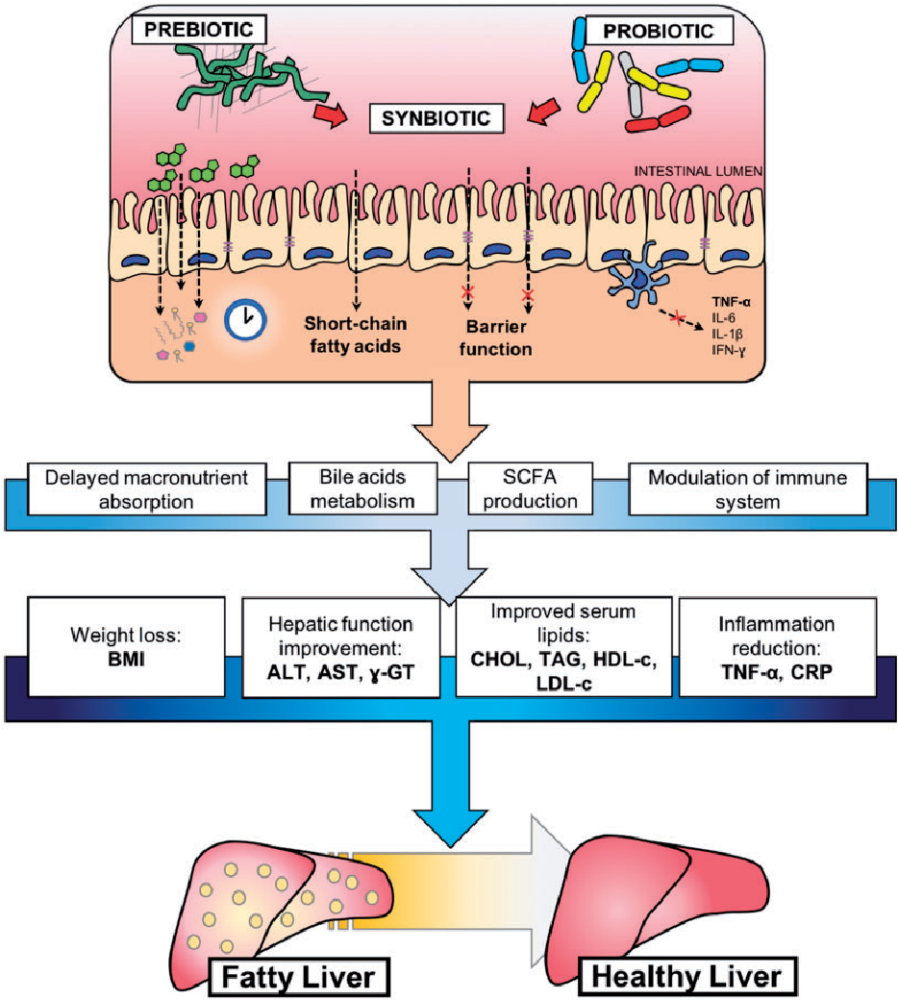 PREBIOTIC
PROBIOTIC
SYNBIOTIC
INTESTINAL LUMEN
Short-chain
fatty acids
Barrier
function
TNF-α
IL-6
IL-1β
IFN-γ
Delayed macronutrient
absorption
Bile acids
metabolism
SCFA
production
Modulation of immune
system
Weight loss:
BMI
Hepatic function
improvement:
ALT, AST, ɣ-GT
Improved serum
lipids:
CHOL, TAG, HDL-c,
LDL-c
Inflammation
reduction:
TNF-α, CRP
Fatty Liver
Healthy Liver